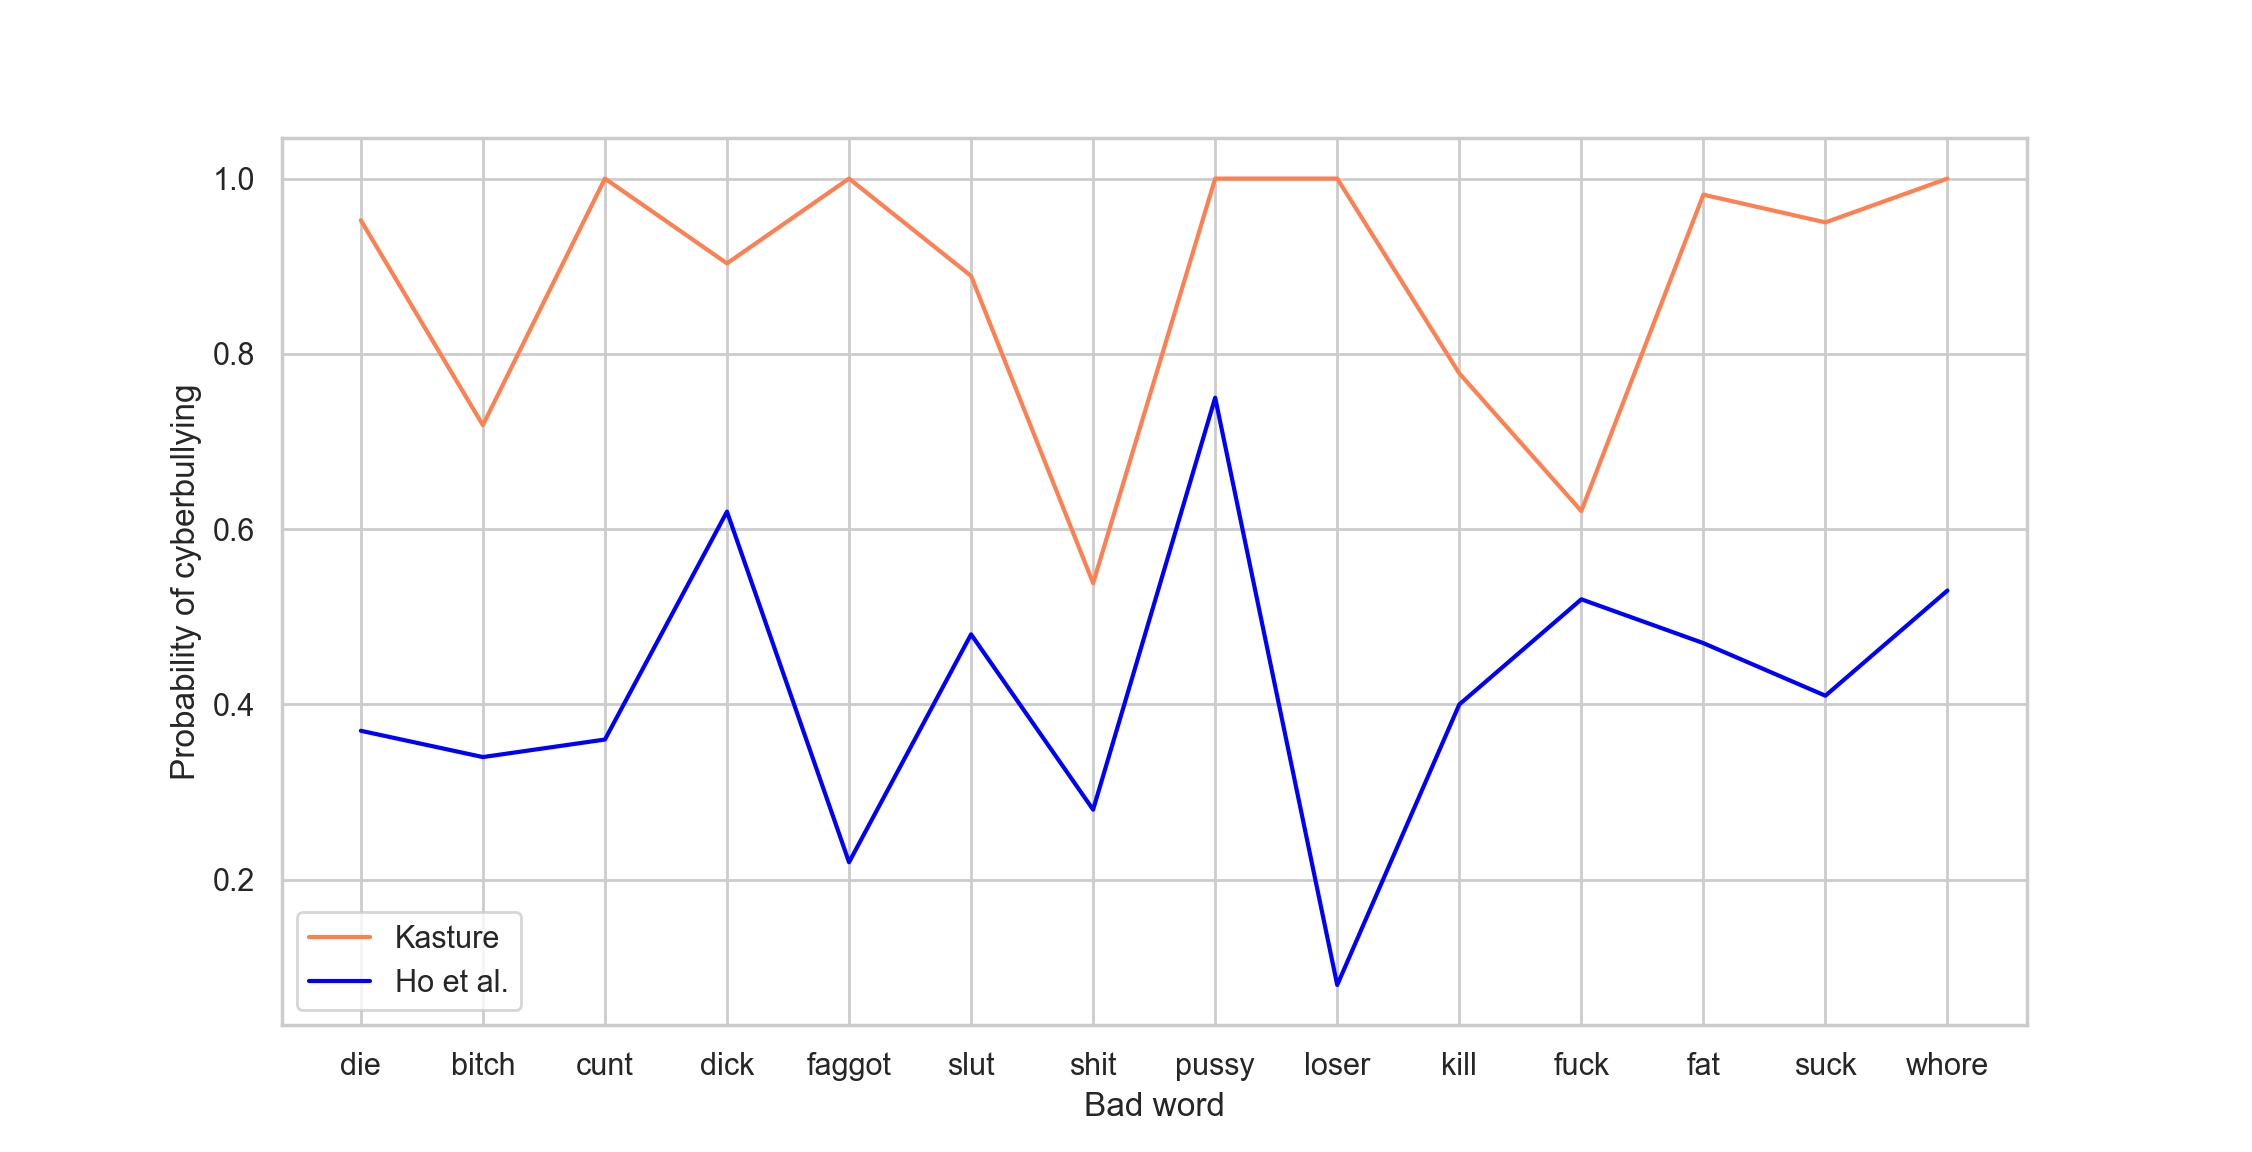 1.0
0.8
0.6
0.4
0.2
Probability of cyberbullying
Kasture
Ho et al.
die bitch cunt dick faggot slut shit pussy loser kill fuck fat suck whore
Bad word